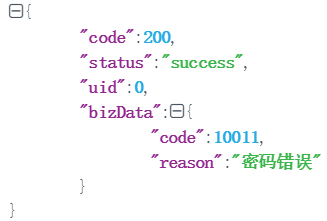 {
"code":200,
"status":"success",
"uid":0,
"bizData":{
"code":10011,
"reason":"密码错误"
}
}